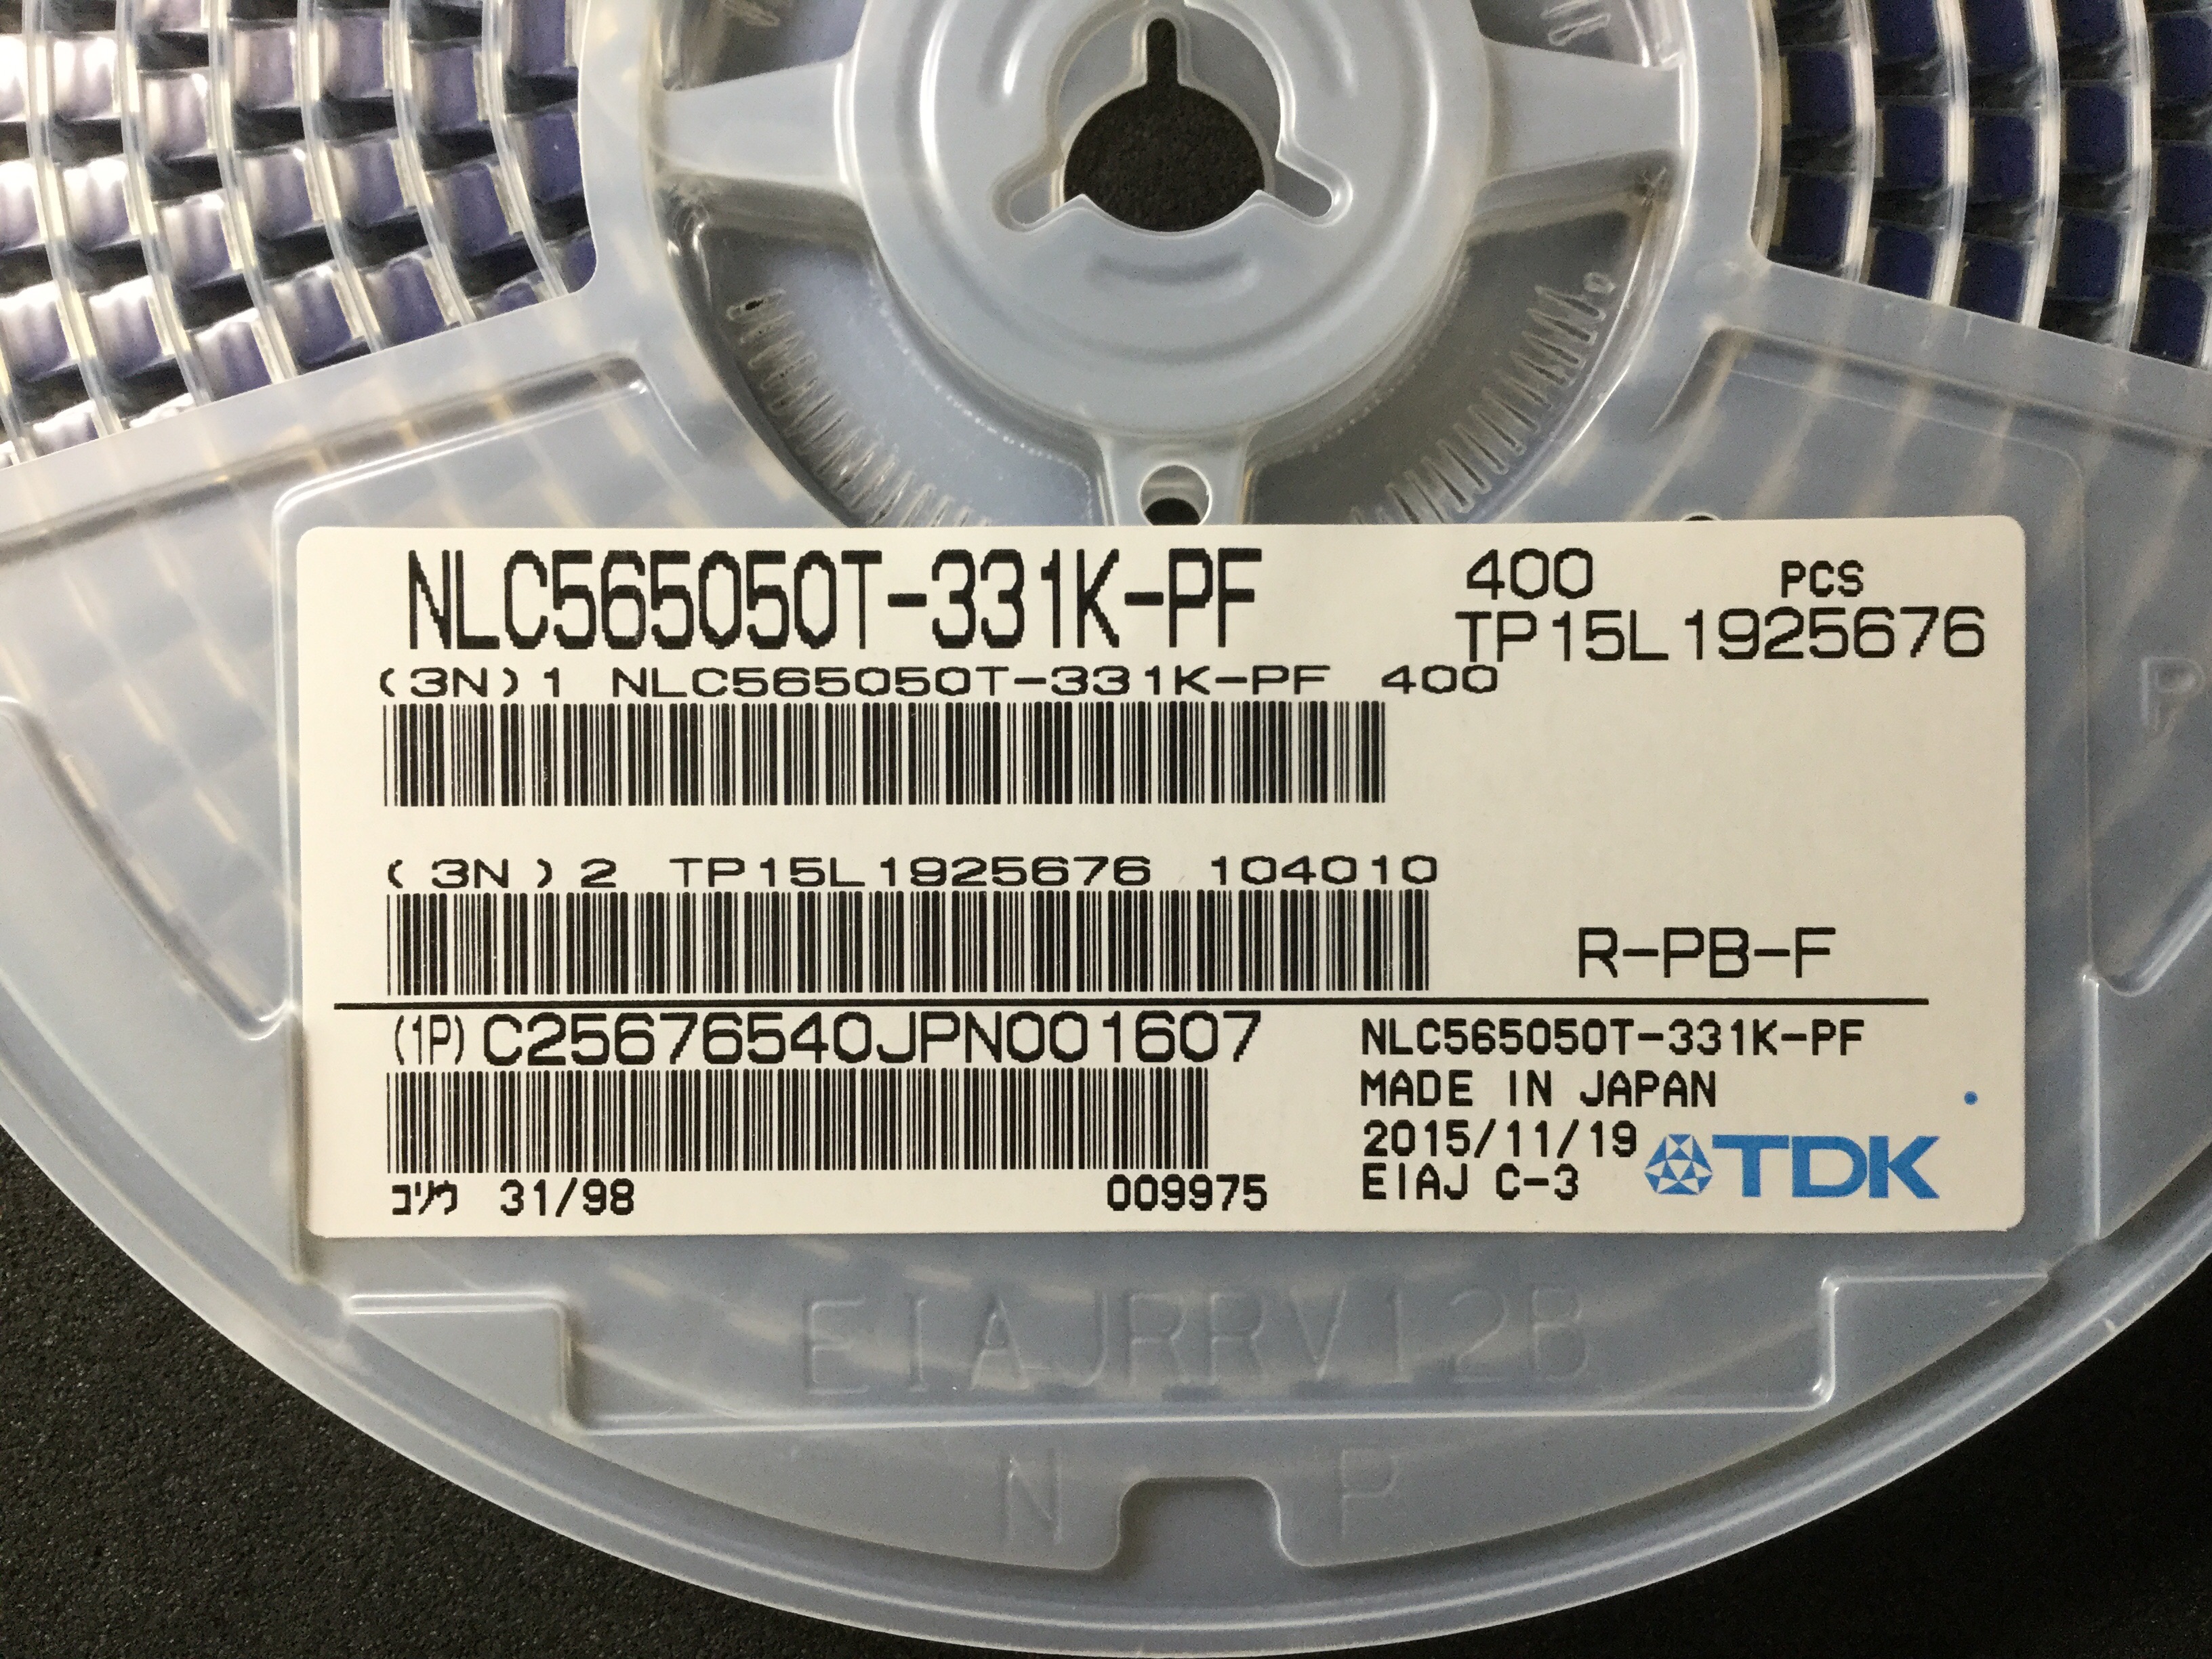 NLC565050T-331K-PF
400 PCS
TP15L1925676
(3N)1 NLC565050T-331K-PF 400
(3N)2 TP15L1925676 104010
R-PB-F
(1P)C25676540JPN001607
NLC565050T-331K-PF
MADE IN JAPAN
2015/11/19
EIAJ C-3
TDK
コリウ 31/98
009975
EIAJRRV12B
N P
P